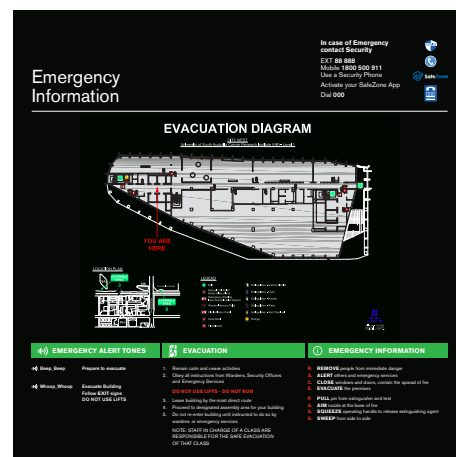 In case of Emergency
contact Security
EXT 88 888
Mobile 1800 500 911
Use a Security Phone
Activate your SafeZone App
Dial 000
SafeZone
Emergency
Information
EVACUATION DIAGRAM
CITY WEST
YOU ARE
HERE
LOCATION PLAN
LEGEND
EMERGENCY ALERT TONES
Beep_Beep Prepare to evacuate
Whoop_Whoop Evacuate Building
Follow EXIT signs
DO NOT USE LIFTS
EVACUATION
1. Remain calm and cease activities
2. Obey all instructions from Wardens, Security Officers
and Emergency Services
DO NOT USE LIFTS - DO NOT RUN
3. Leave building by the most direct route
4. Proceed to designated assembly area for your building
5. Do not re-enter building until instructed to do so by
wardens or emergency services
NOTE: STAFF IN CHARGE OF A CLASS ARE
RESPONSIBLE FOR THE SAFE EVACUATION
OF THAT CLASS
EMERGENCY INFORMATION
R. REMOVE people from immediate danger
A. ALERT others and emergency services
C. CLOSE windows and doors, contain the spread of fire
E. EVACUATE the premises
P. PULL pin from extinguisher and test
A. AIM nozzle at the base of fire
S. SQUEEZE operating handle to release extinguishing agent
S. SWEEP from side to side